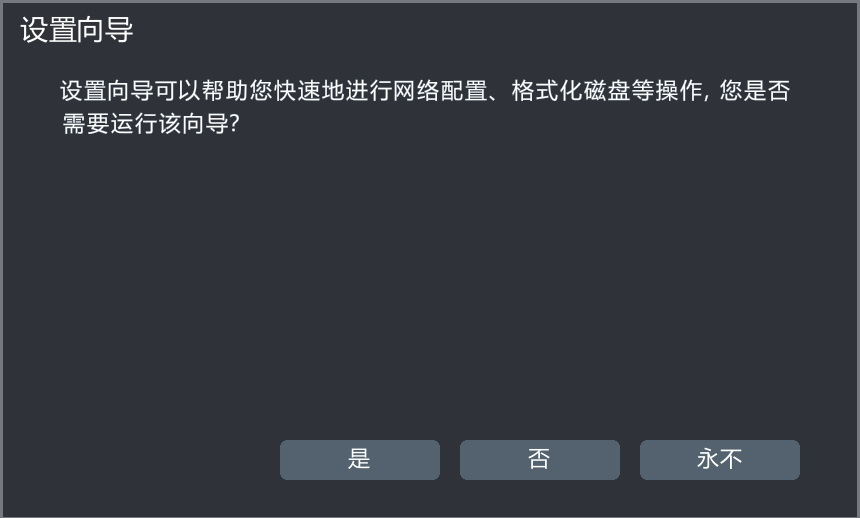 设置向导
设置向导可以帮助您快速地进行网络配置、格式化磁盘等操作, 您是否
需要运行该向导?
是
否
永不